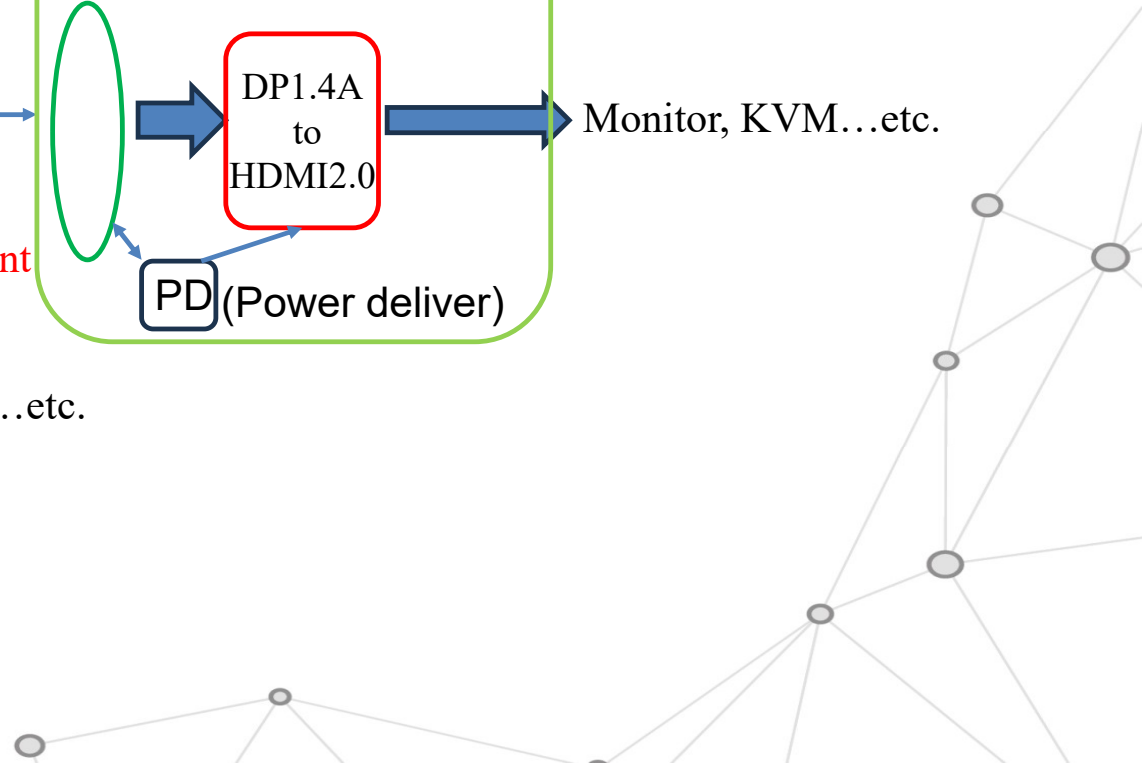 DP1.4A
to
HDMI2.0
Monitor, KVM…etc.
nt
PD (Power deliver)
…etc.